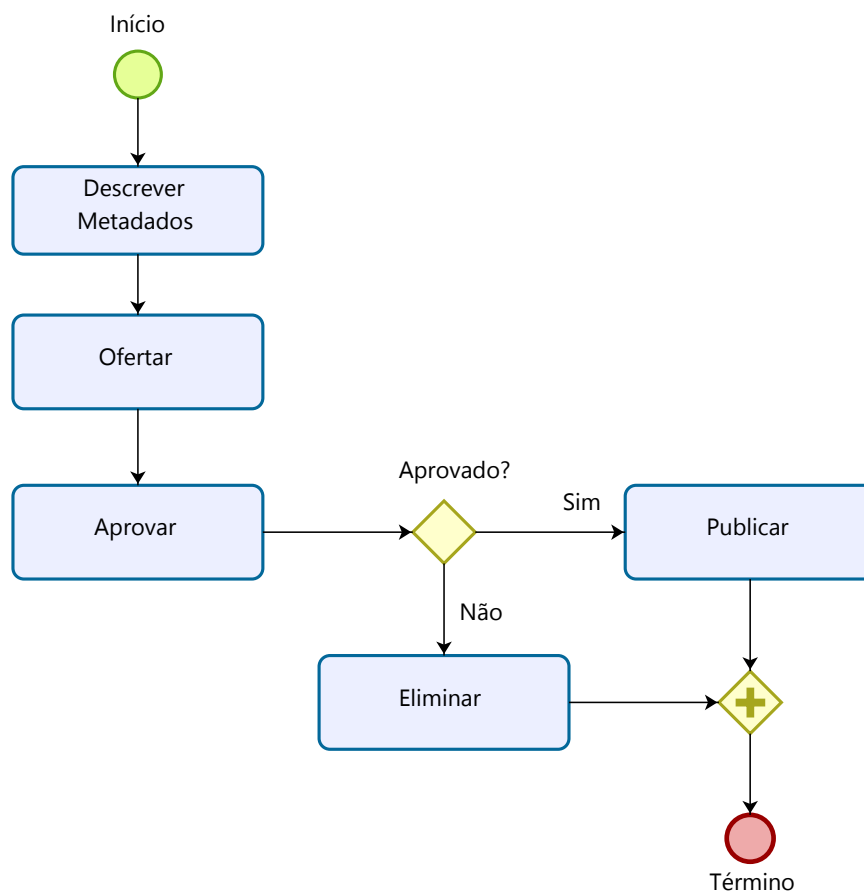 Início
Descrever
Metadados
Ofertar
Aprovar
Aprovado?
Sim
Publicar
Não
Eliminar
Término